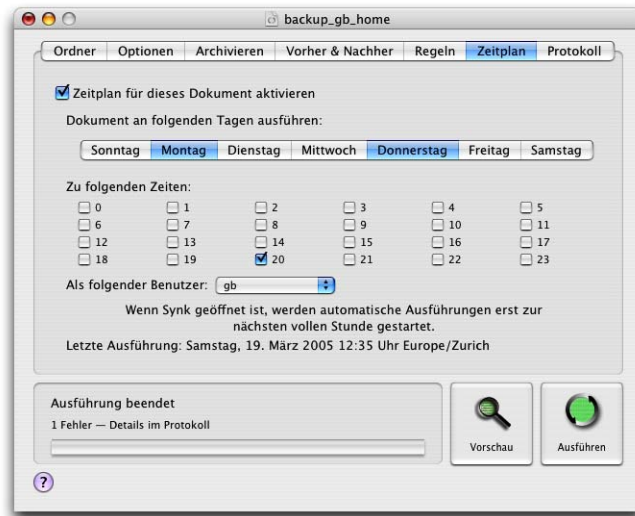 backup_gb_home
Ordner Optionen Archivieren Vorher & Nachher Regeln Zeitplan Protokoll
Zeitplan für dieses Dokument aktivieren
Dokument an folgenden Tagen ausführen:
Sonntag Montag Dienstag Mittwoch Donnerstag Freitag Samstag
Zu folgenden Zeiten:
0 1 2 3 4 5
6 7 8 9 10 11
12 13 14 15 16 17
18 19 20 21 22 23
Als folgender Benutzer: gb
Wenn Synk geöffnet ist, werden automatische Ausführungen erst zur
nächsten vollen Stunde gestartet.
Letzte Ausführung: Samstag, 19. März 2005 12:35 Uhr Europe/Zurich
Ausführung beendet
1 Fehler — Details im Protokoll
Vorschau
Ausführen
?